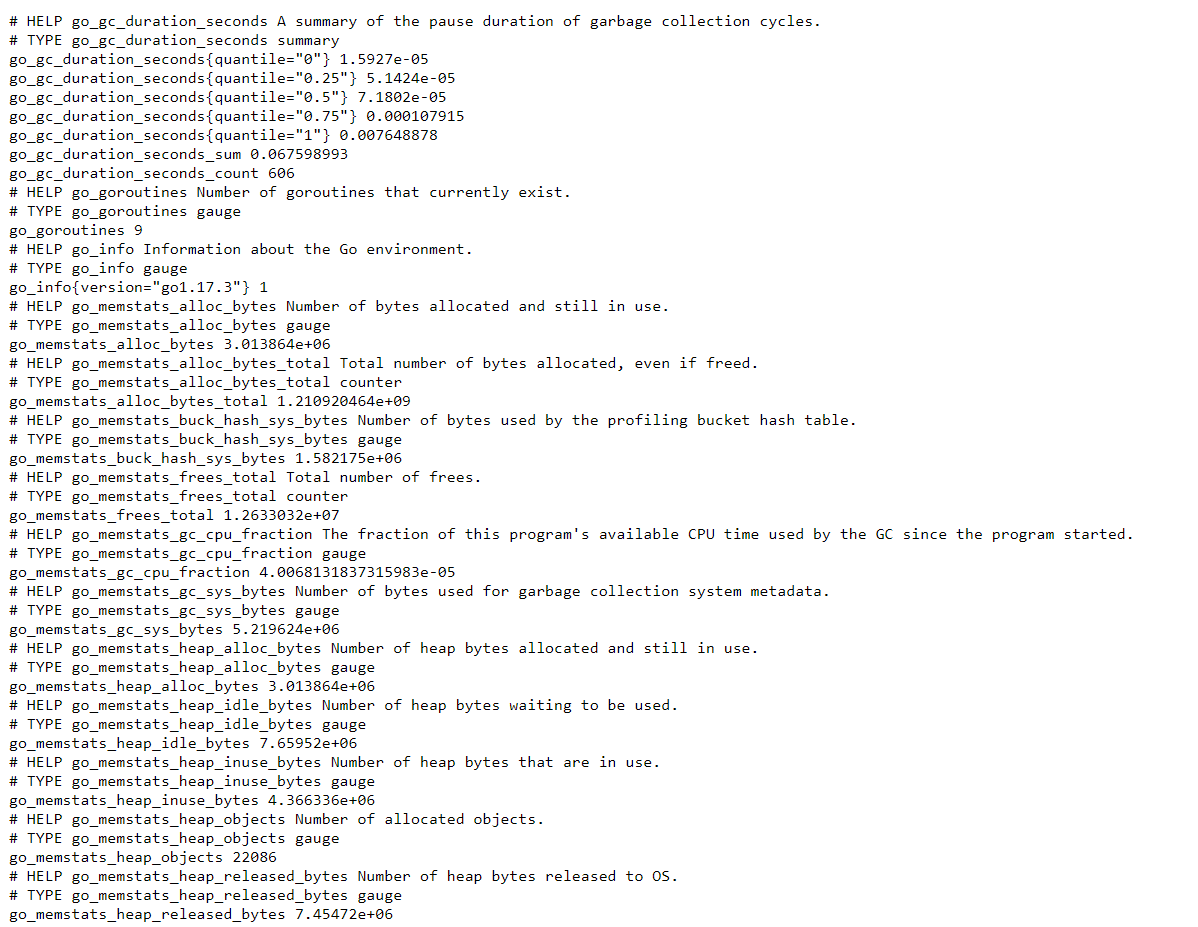 # HELP go_gc_duration_seconds A summary of the pause duration of garbage collection cycles.
# TYPE go_gc_duration_seconds summary
go_gc_duration_seconds{quantile="0"} 1.5927e-05
go_gc_duration_seconds{quantile="0.25"} 5.1424e-05
go_gc_duration_seconds{quantile="0.5"} 7.1802e-05
go_gc_duration_seconds{quantile="0.75"} 0.000107915
go_gc_duration_seconds{quantile="1"} 0.007648878
go_gc_duration_seconds_sum 0.067598993
go_gc_duration_seconds_count 606
# HELP go_goroutines Number of goroutines that currently exist.
# TYPE go_goroutines gauge
go_goroutines 9
# HELP go_info Information about the Go environment.
# TYPE go_info gauge
go_info{version="go1.17.3"} 1
# HELP go_memstats_alloc_bytes Number of bytes allocated and still in use.
# TYPE go_memstats_alloc_bytes gauge
go_memstats_alloc_bytes 3.013864e+06
# HELP go_memstats_alloc_bytes_total Total number of bytes allocated, even if freed.
# TYPE go_memstats_alloc_bytes_total counter
go_memstats_alloc_bytes_total 1.210920464e+09
# HELP go_memstats_buck_hash_sys_bytes Number of bytes used by the profiling bucket hash table.
# TYPE go_memstats_buck_hash_sys_bytes gauge
go_memstats_buck_hash_sys_bytes 1.582175e+06
# HELP go_memstats_frees_total Total number of frees.
# TYPE go_memstats_frees_total counter
go_memstats_frees_total 1.2633032e+07
# HELP go_memstats_gc_cpu_fraction The fraction of this program's available CPU time used by the GC since the program started.
# TYPE go_memstats_gc_cpu_fraction gauge
go_memstats_gc_cpu_fraction 4.0068131837315983e-05
# HELP go_memstats_gc_sys_bytes Number of bytes used for garbage collection system metadata.
# TYPE go_memstats_gc_sys_bytes gauge
go_memstats_gc_sys_bytes 5.219624e+06
# HELP go_memstats_heap_alloc_bytes Number of heap bytes allocated and still in use.
# TYPE go_memstats_heap_alloc_bytes gauge
go_memstats_heap_alloc_bytes 3.013864e+06
# HELP go_memstats_heap_idle_bytes Number of heap bytes waiting to be used.
# TYPE go_memstats_heap_idle_bytes gauge
go_memstats_heap_idle_bytes 7.65952e+06
# HELP go_memstats_heap_inuse_bytes Number of heap bytes that are in use.
# TYPE go_memstats_heap_inuse_bytes gauge
go_memstats_heap_inuse_bytes 4.366336e+06
# HELP go_memstats_heap_objects Number of allocated objects.
# TYPE go_memstats_heap_objects gauge
go_memstats_heap_objects 22086
# HELP go_memstats_heap_released_bytes Number of heap bytes released to OS.
# TYPE go_memstats_heap_released_bytes gauge
go_memstats_heap_released_bytes 7.45472e+06